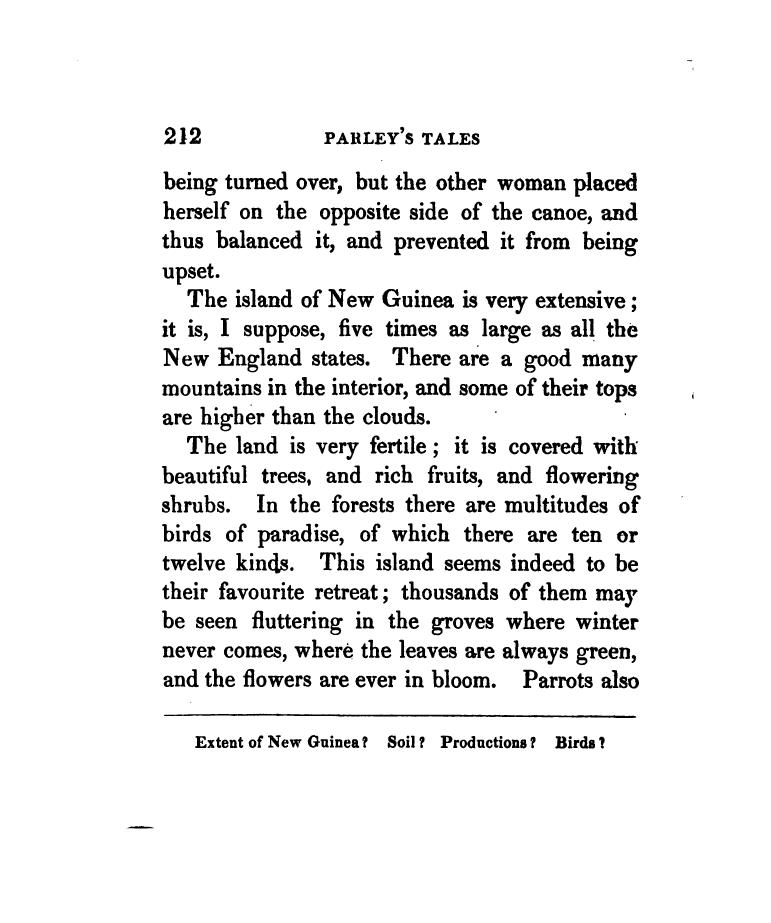 212 PARLEY'S TALES
being turned over, but the other woman placed
herself on the opposite side of the canoe, and
thus balanced it, and prevented it from being
upset.
The island of New Guinea is very extensive;
it is, I suppose, five times as large as all the
New England states. There are a good many
mountains in the interior, and some of their tops
are higher than the clouds.
The land is very fertile; it is covered with
beautiful trees, and rich fruits, and flowering
shrubs. In the forests there are multitudes of
birds of paradise, of which there are ten or
twelve kinds. This island seems indeed to be
their favourite retreat; thousands of them may
be seen fluttering in the groves where winter
never comes, where the leaves are always green,
and the flowers are ever in bloom. Parrots also
Extent of New Guinea? Soil? Productions? Birds?